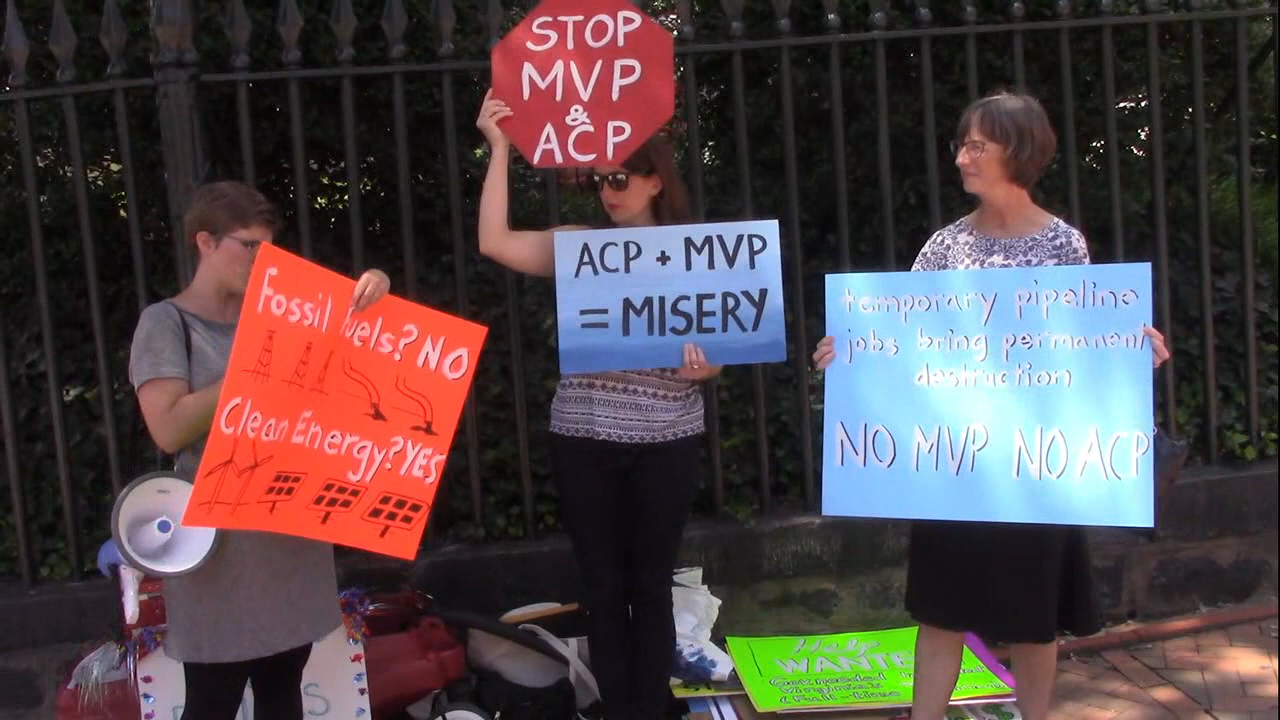 STOP
MVP
&
ACP
ACP + MVP
= MISERY
Fossil Fuels? NO
Clean Energy? YES
temporary pipeline
jobs bring permanent
destruction
NO MVP NO ACP
Help
WANTE